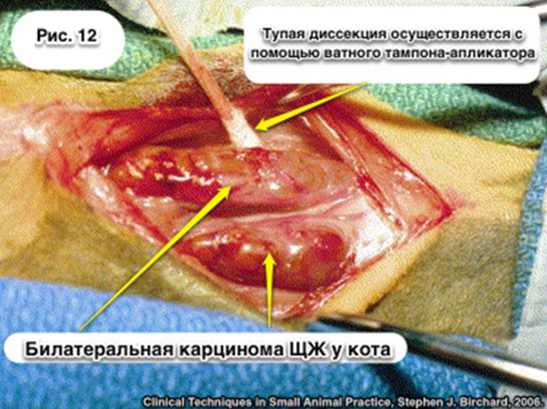 Рис. 12
Тупая диссекция осуществляется с
помощью ватного тампона-апликатора
Билатеральная карцинома ЩЖ у кота
Clinical Techniques in Small Animal Practice, Stephen J. Birchard, 2006.